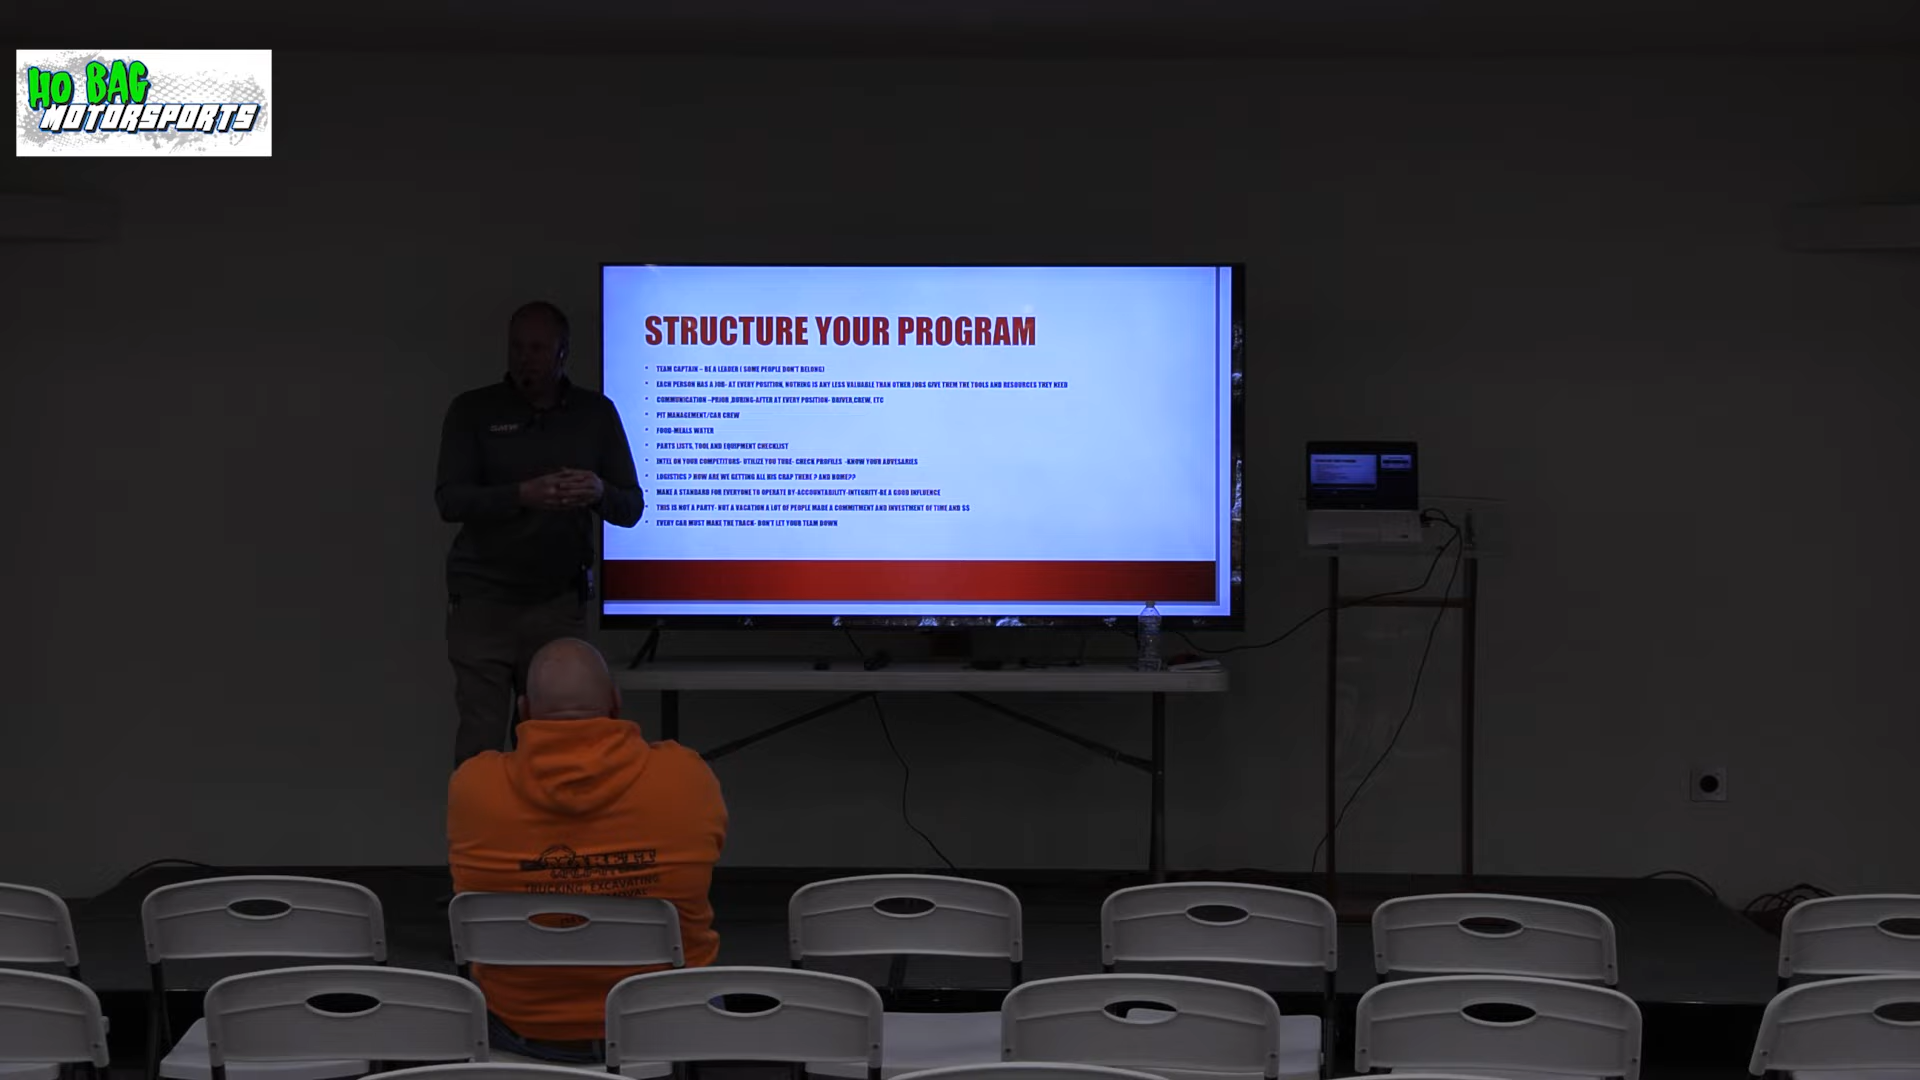 HO BAG
MOTORSPORTS
STRUCTURE YOUR PROGRAM
• TEAM CAPTAIN – BE A LEADER ( SOME PEOPLE DON'T BELONG)
• EACH PERSON HAS A JOB- AT EVERY POSITION, NOTHING IS ANY LESS VALUABLE THAN OTHER JOBS GIVE THEM THE TOOLS AND RESOURCES THEY NEED
• COMMUNICATION –PRIOR ,DURING-AFTER AT EVERY POSITION- DRIVER,CREW, ETC
• PIT MANAGEMENT/CAR CREW
• FOOD-MEALS WATER
• PARTS LISTS, TOOL AND EQUIPMENT CHECKLIST
• INTEL ON YOUR COMPETITORS- UTILIZE YOU TUBE- CHECK PROFILES -KNOW YOUR ADVESARIES
• LOGISTICS ? HOW ARE WE GETTING ALL HIS CRAP THERE ? AND HOME??
• MAKE A STANDARD FOR EVERYONE TO OPERATE BY-ACCOUNTABILITY-INTEGRITY-BE A GOOD INFLUENCE
• THIS IS NOT A PARTY- NOT A VACATION A LOT OF PEOPLE MADE A COMMITMENT AND INVESTMENT OF TIME AND $$
• EVERY CAR MUST MAKE THE TRACK- DON'T LET YOUR TEAM DOWN
TRUCKING, EXCAVATING